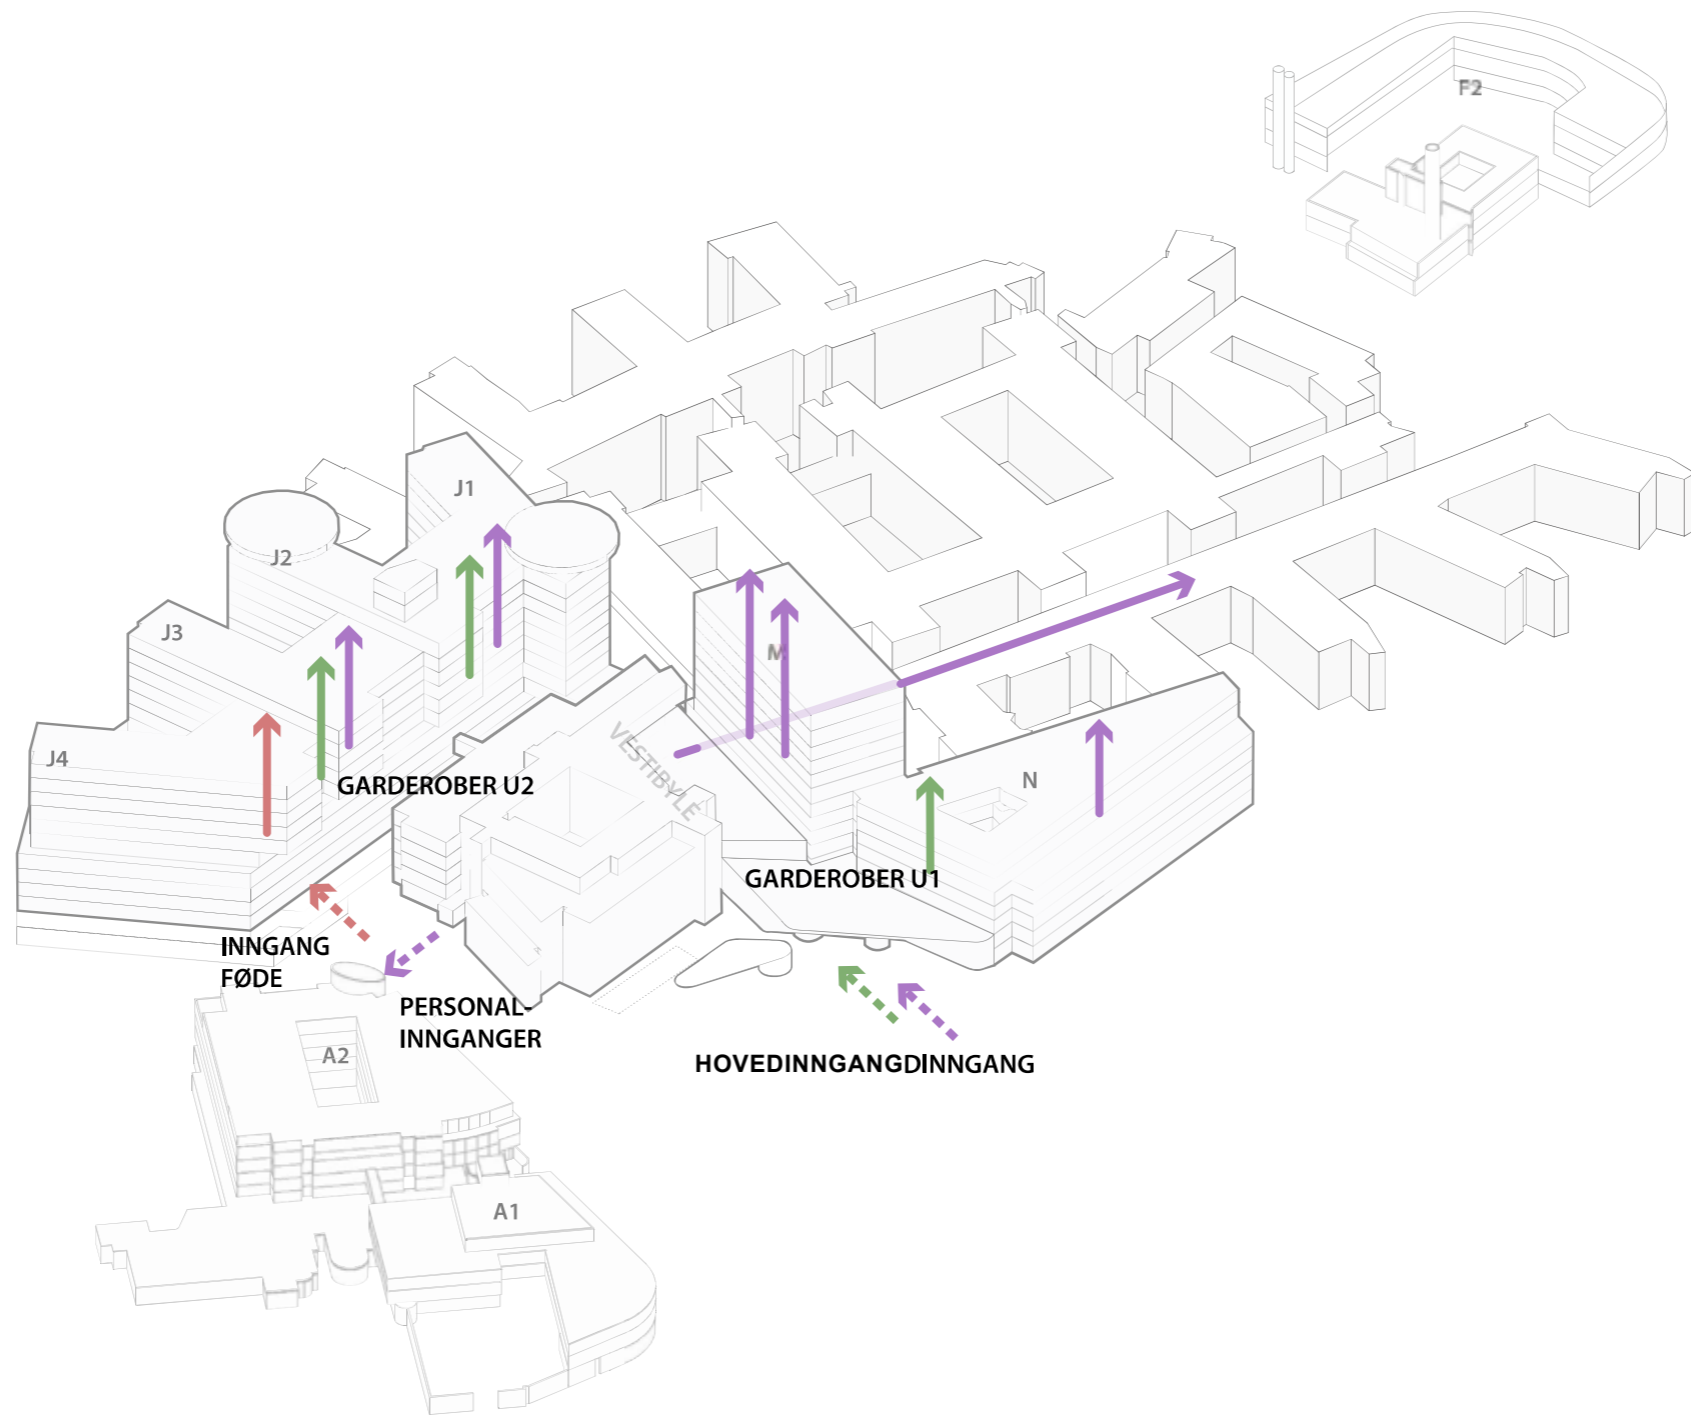 F2
J1
J2
J3
M
J4
VESTIBYLE
GARDEROBER U2
N
GARDEROBER U1
INNGANG
FØDE
PERSONAL-
INNGANGER
HOVEDINNGANGDINNGANG
A2
A1